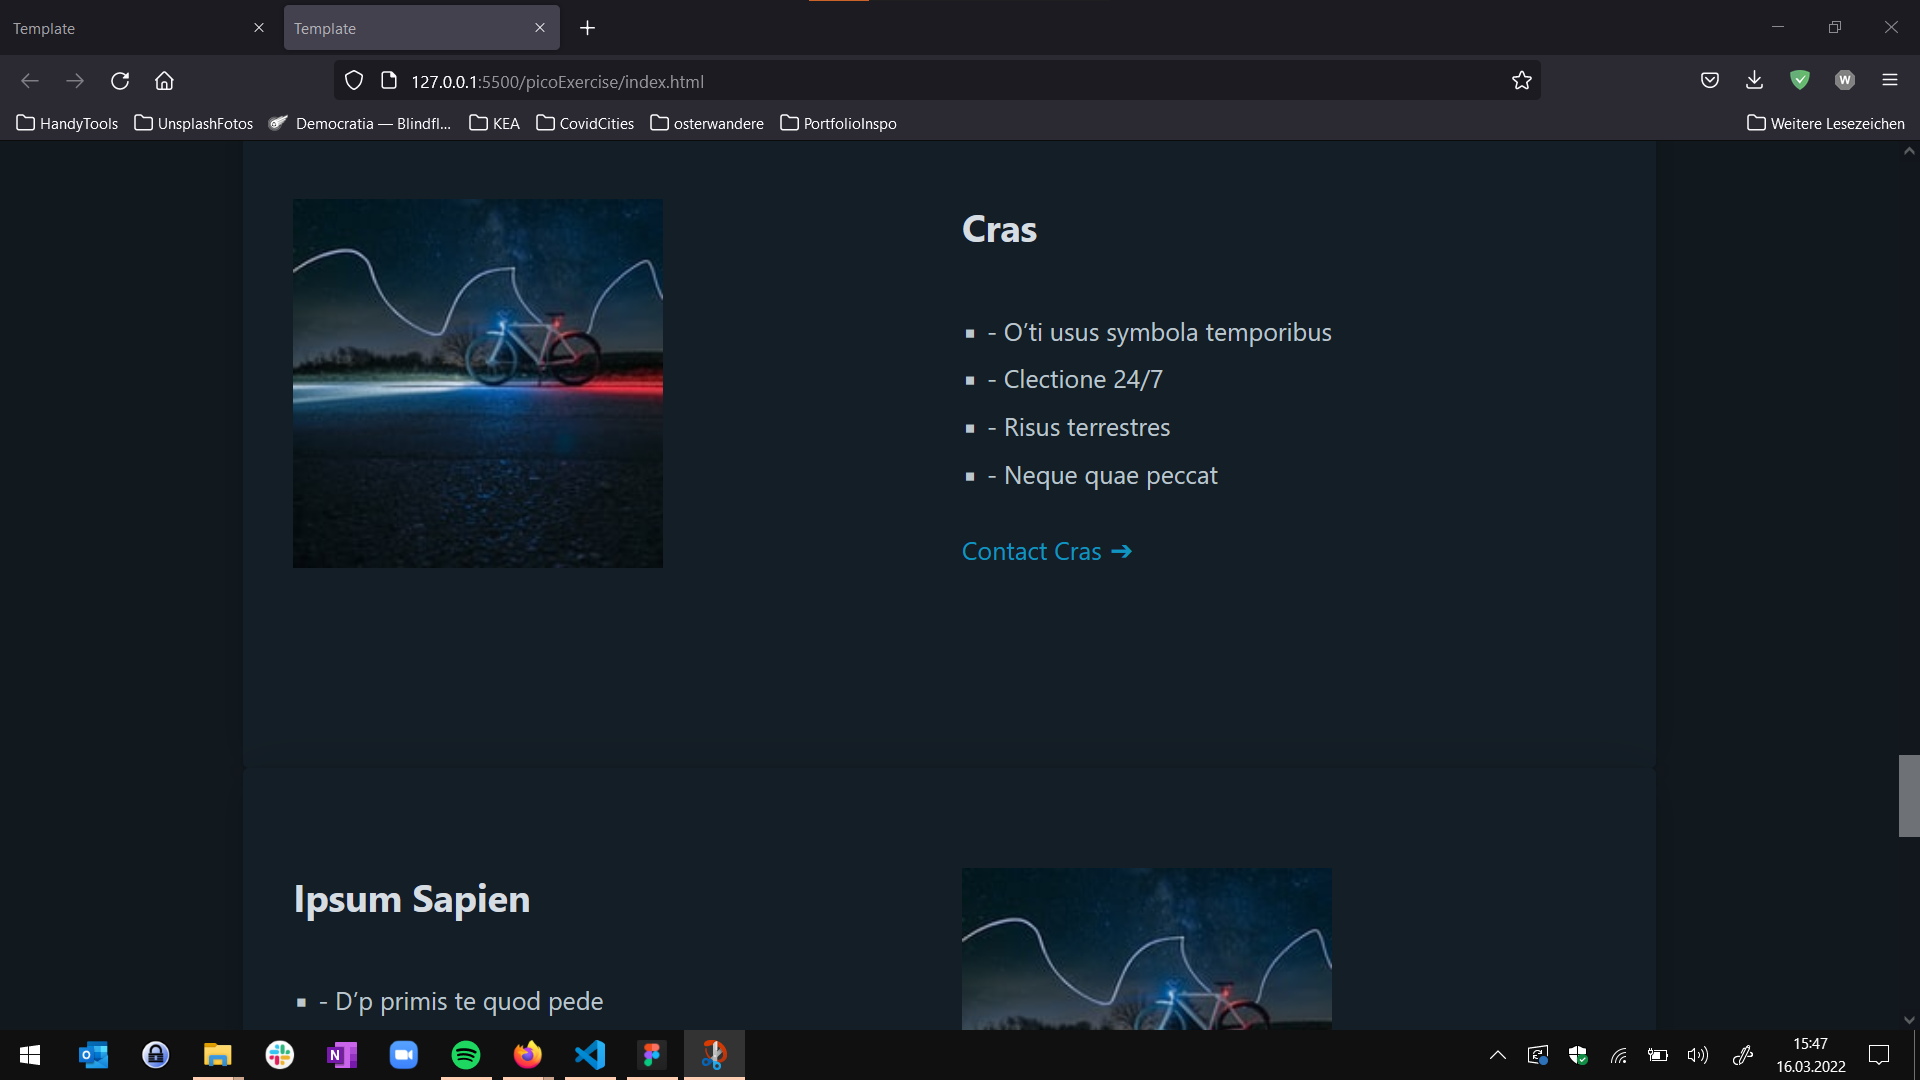 Template
Template
127.0.0.1:5500/picoExercise/index.html
W
HandyTools
UnsplashFotos
Democratia — Blindfl...
KEA
CovidCities
osterwandere
PortfolioInspo
Weitere Lesezeichen
Cras
- O’ti usus symbola temporibus
- Clectione 24/7
- Risus terrestres
- Neque quae peccat
Contact Cras ➔
Ipsum Sapien
- D’p primis te quod pede
15:47
16.03.2022